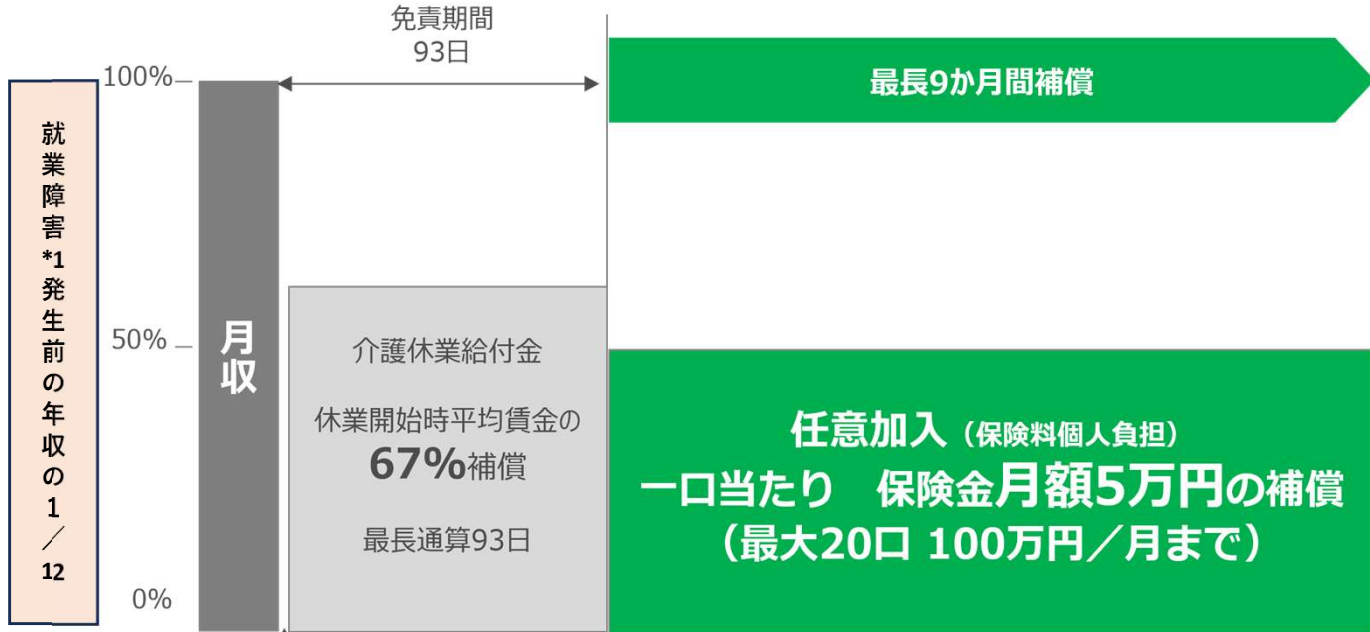 免責期間
93日
最長9か月間補償
100%
50%
0%
就業障害*1発生前の年収の1／12
月収
介護休業給付金
休業開始時平均賃金の
67%補償
最長通算93日
任意加入（保険料個人負担）
一口当たり　保険金月額5万円の補償
（最大20口 100万円／月まで）